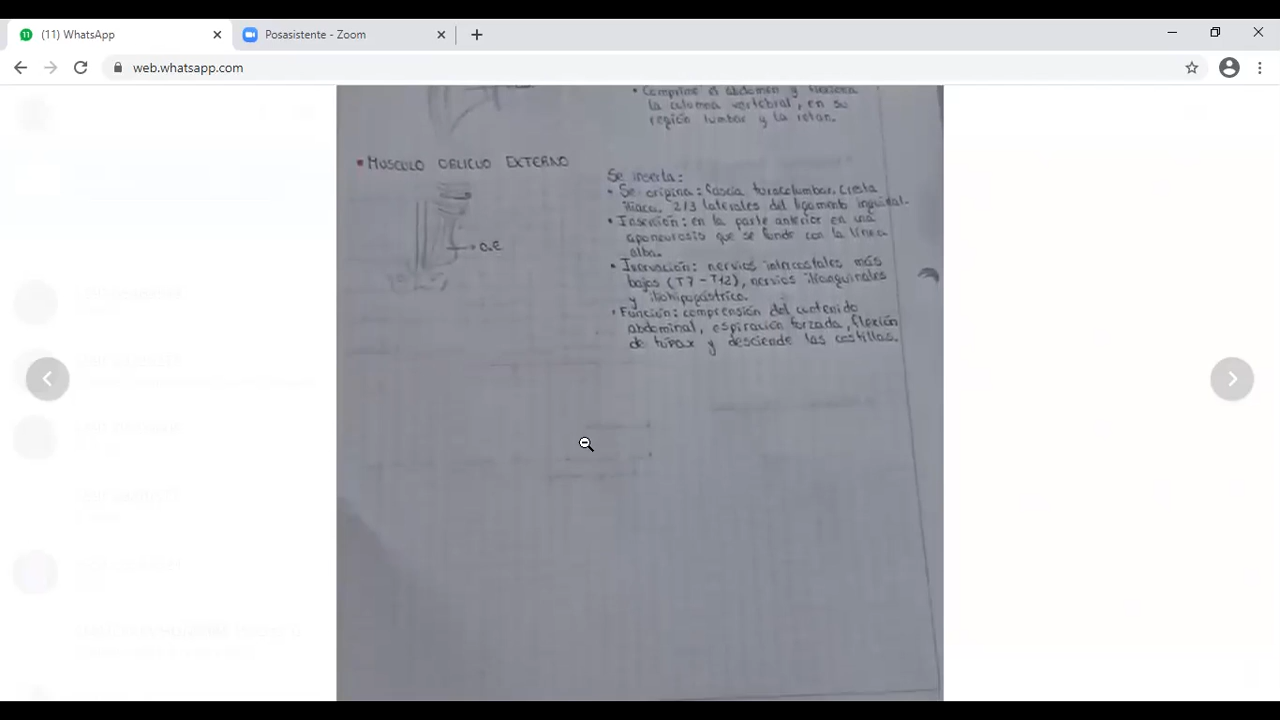 (11) WhatsApp
Posasistente - Zoom
web.whatsapp.com
• Comprime el abdomen y flexiona
la columna vertebral, en su
región lumbar y la rotan.
• MUSCULO OBLICUO EXTERNO
Se inserta:
• Se origina: fascia toracolumbar, cresta
iliaca, 2/3 laterales del ligamento inguinal.
• Inserción: en la parte anterior en una
aponeurosis que se funde con la línea
alba.
• Inervación: nervios intercostales más
bajos (T7-T12), nervios
y iliohipogástrico.
• Función: comprensión del contenido
abdominal, espiración forzada, flexión
de tórax y desciende las costillas.
O.E